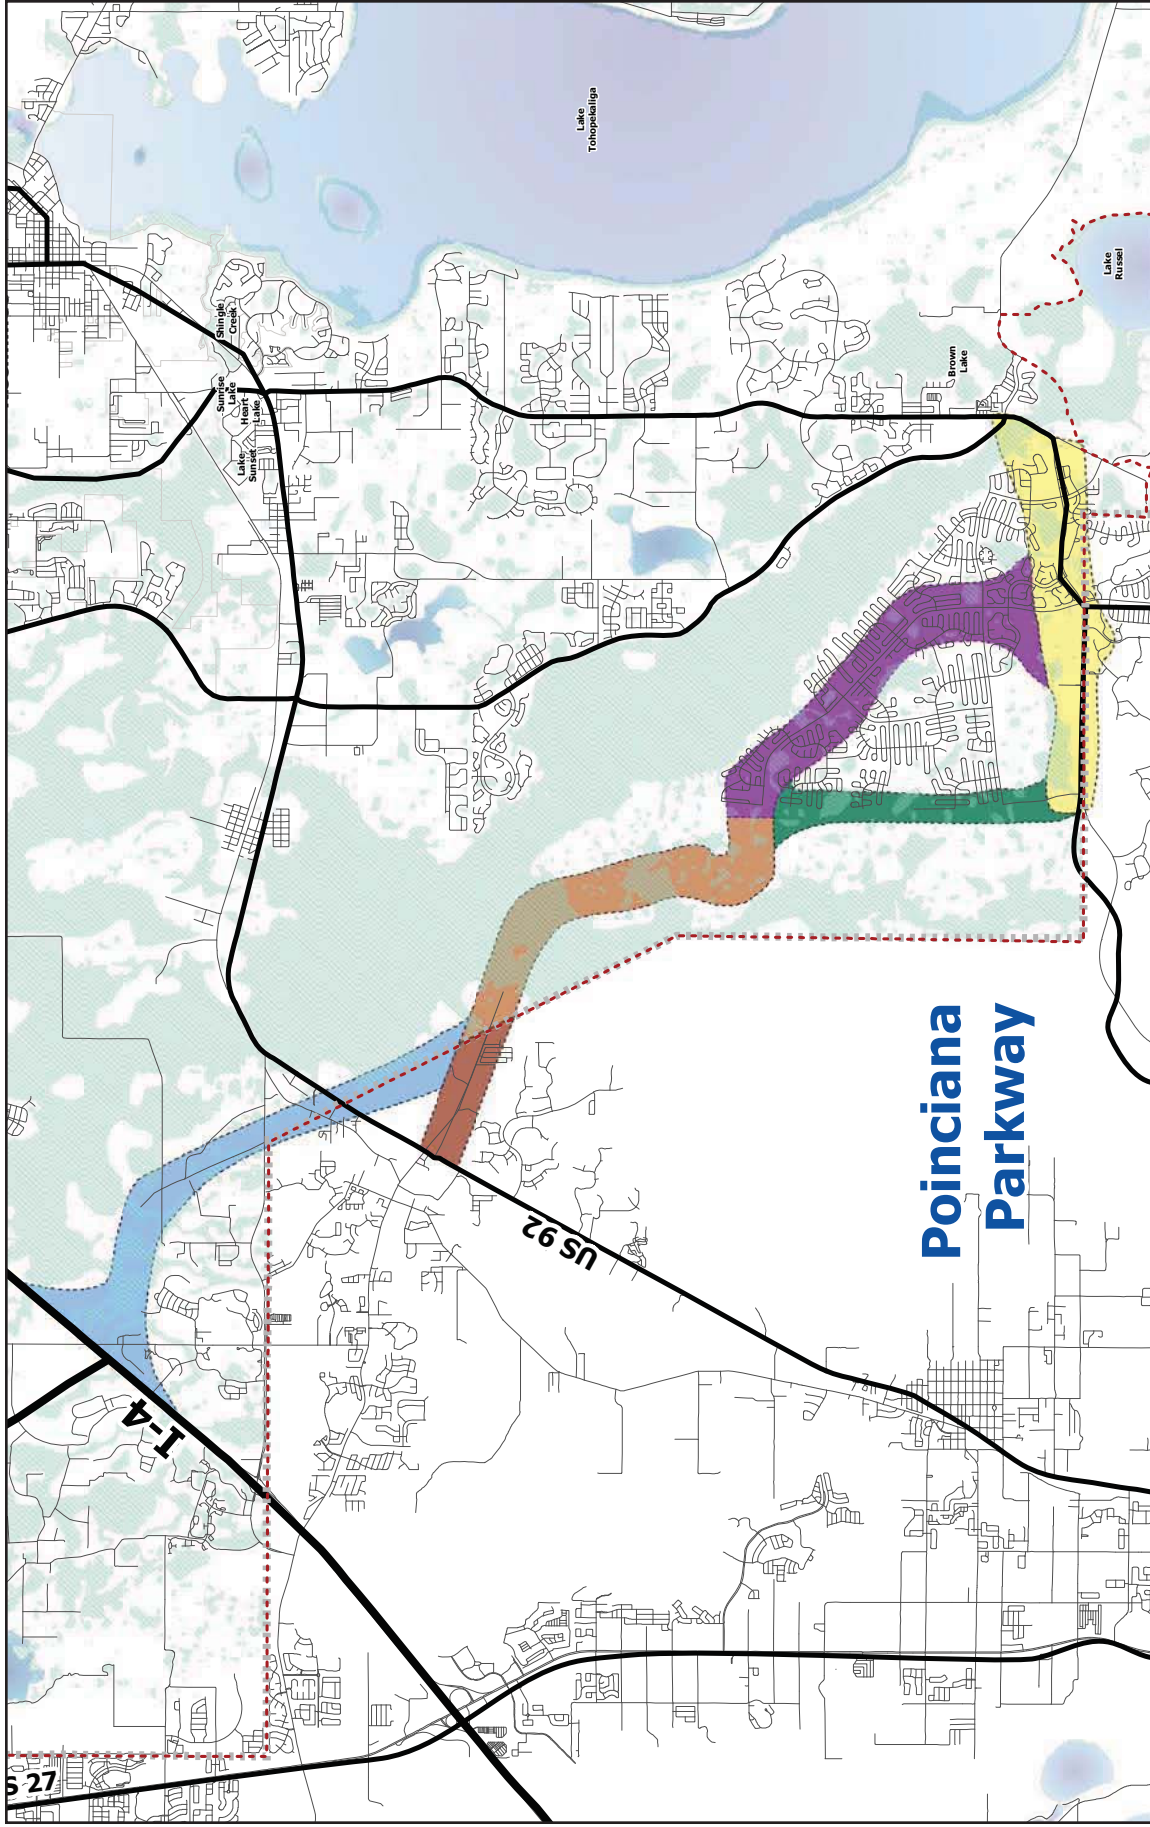 Lake
Tohopekaliga
Lake
Russel
Shingle
Creek
Sunrise
Lake
Heart
Lake
Lake
Sunset
Brown
Lake
Poinciana
Parkway
US 92
I-4
S 27